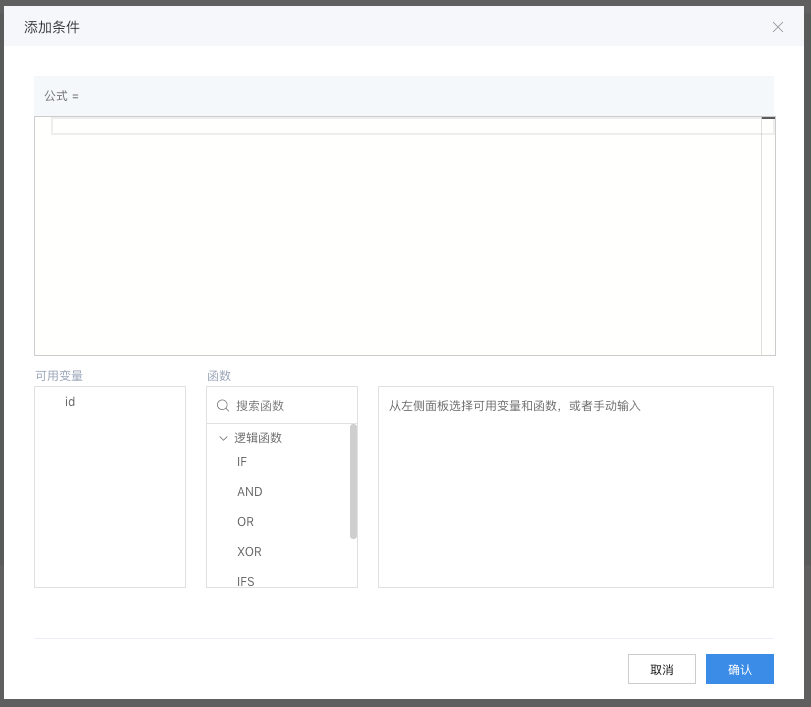 添加条件
公式 =
可用变量
id
函数
搜索函数
逻辑函数
IF
AND
OR
XOR
IFS
从左侧面板选择可用变量和函数，或者手动输入
取消
确认